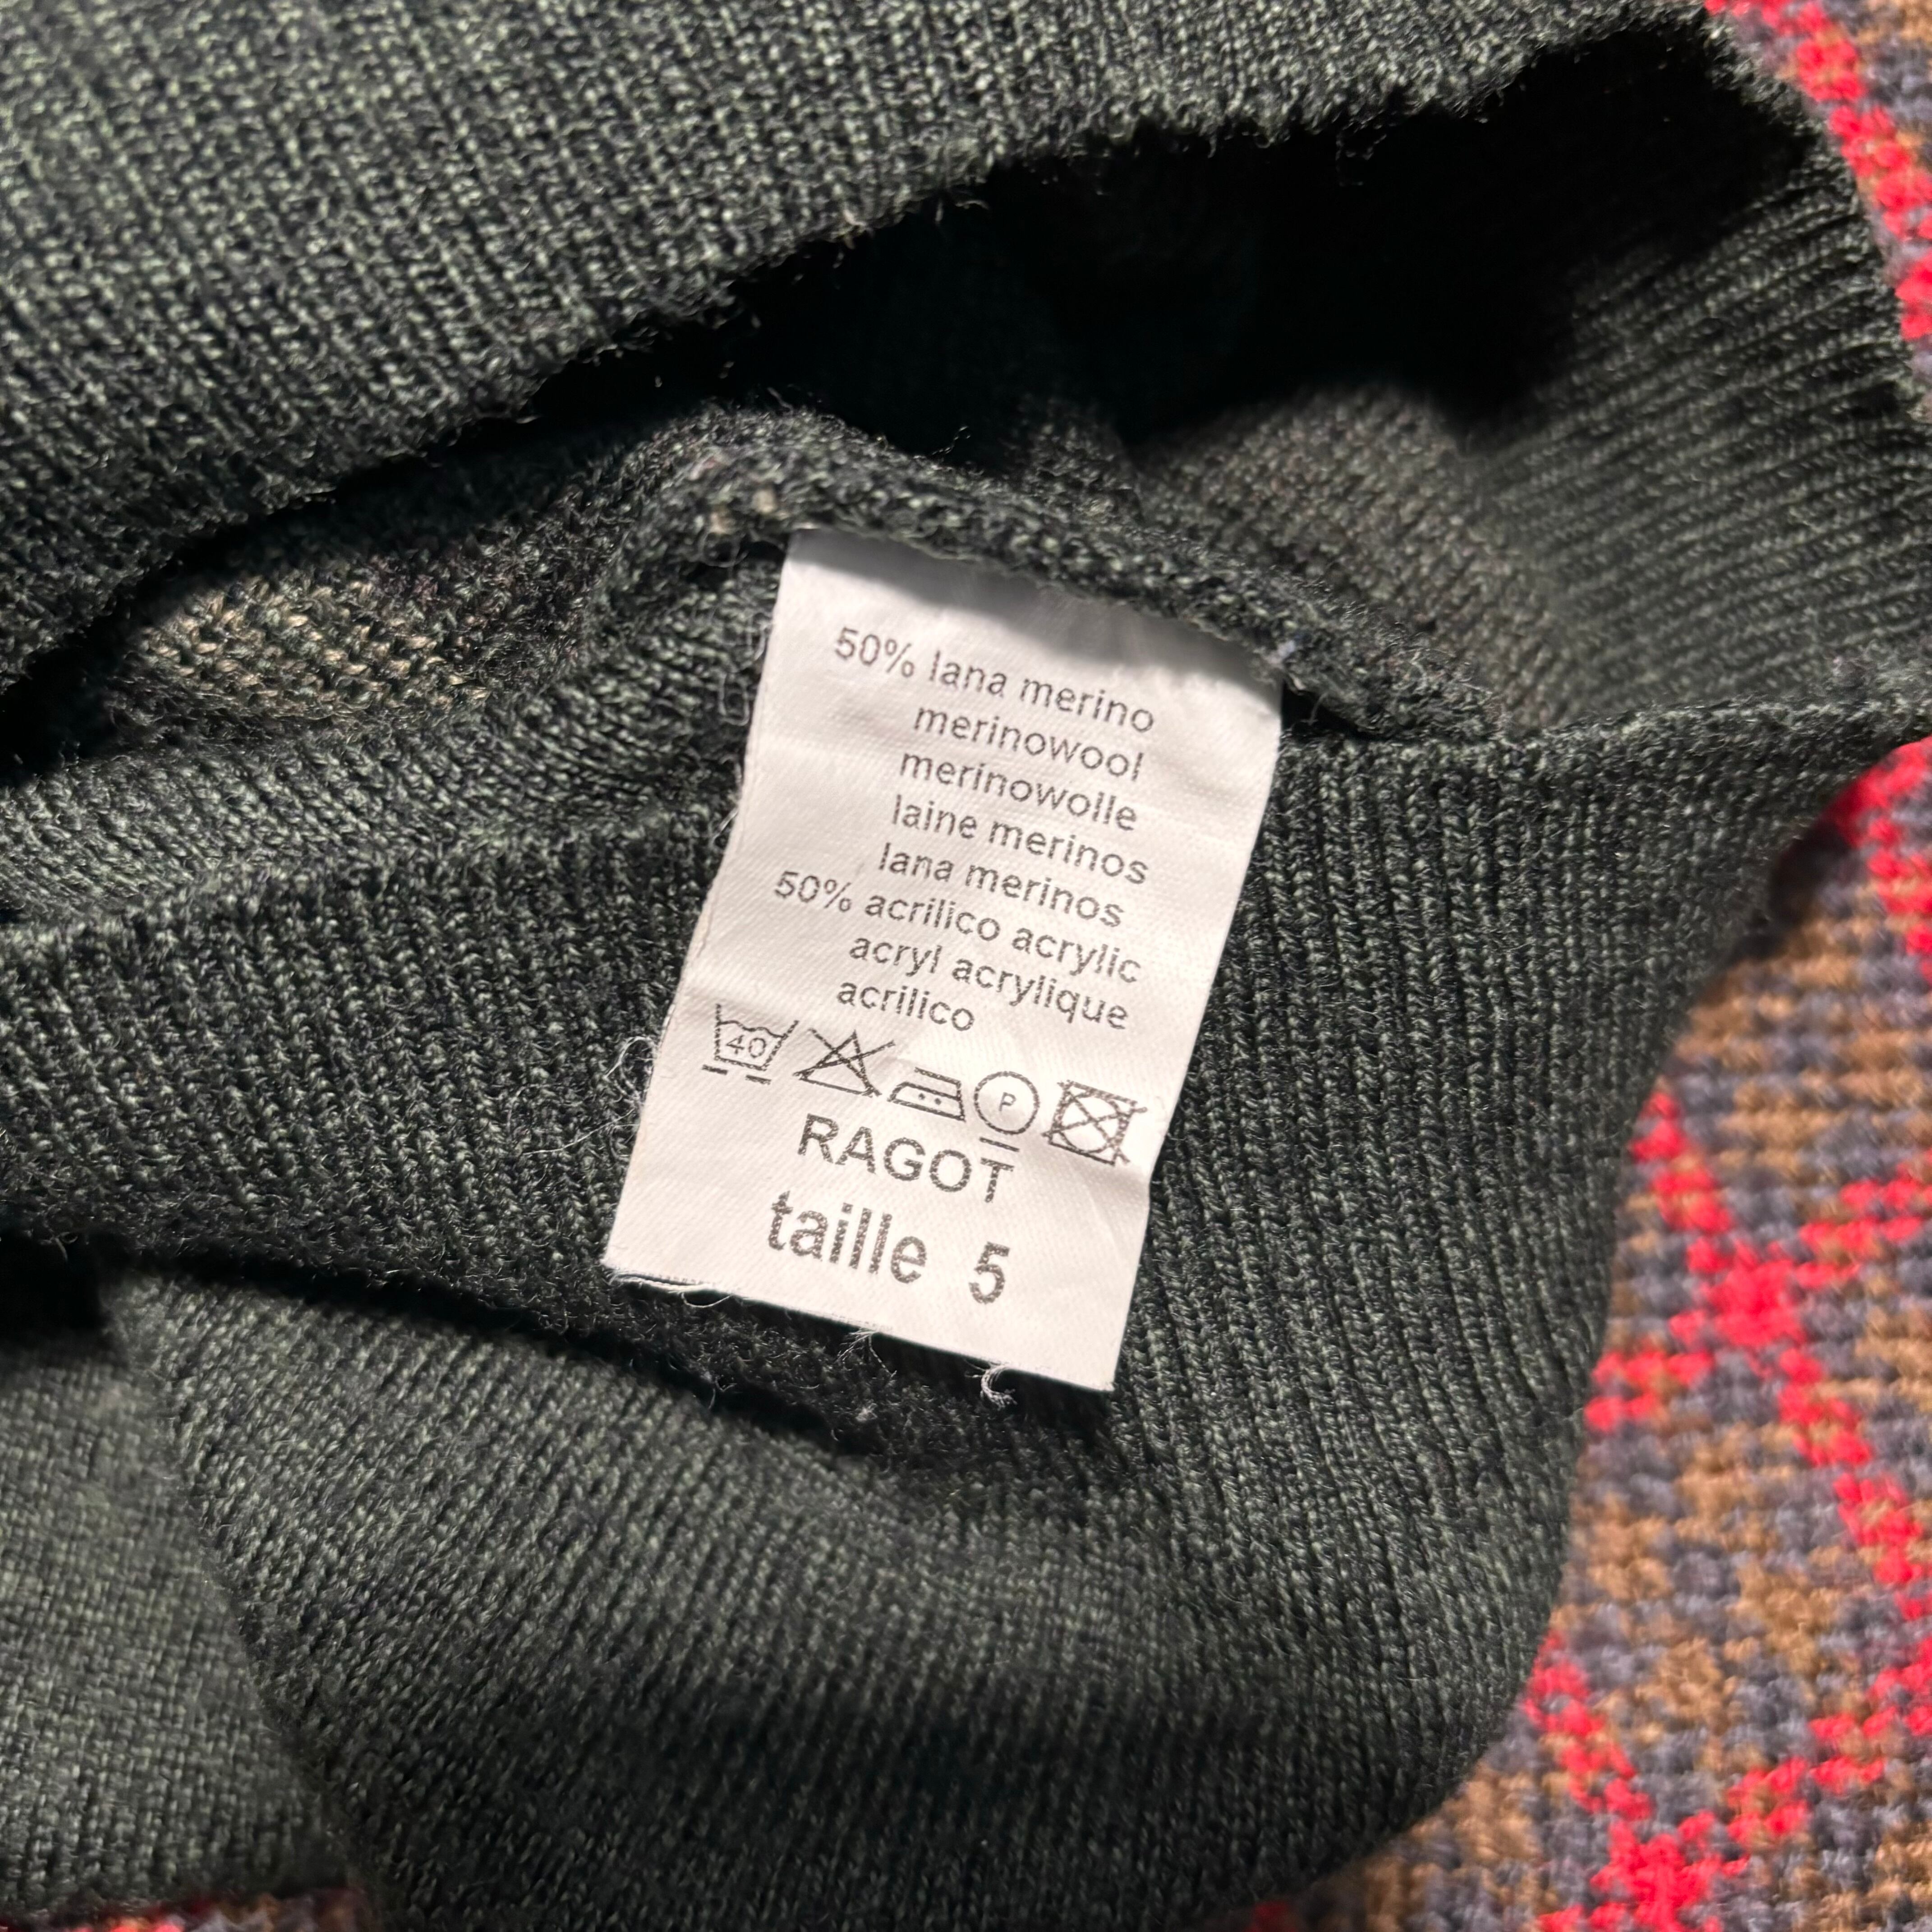 50% lana merino
merinowool
merinowolle
laine merinos
lana merinos
50% acrilico acrylic
acryl acrylique
acrilico
40 P
RAGOT
taille 5